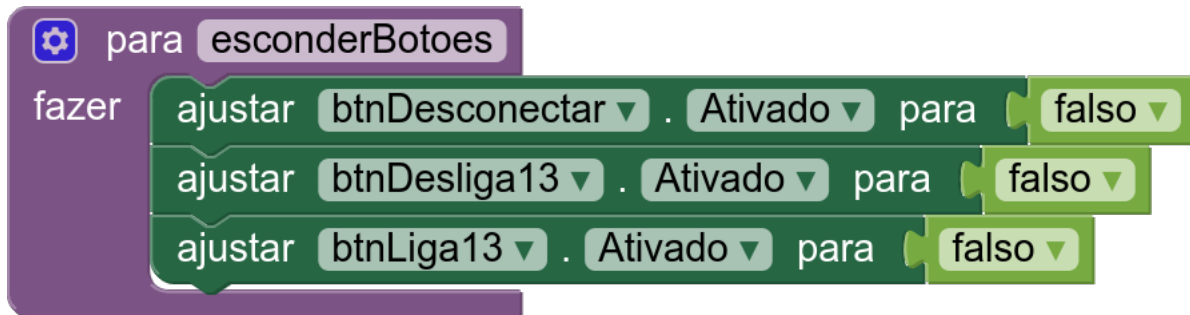 para esconderBotoes
fazer ajustar btnDesconectar . Ativado para falso
ajustar btnDesliga13 . Ativado para falso
ajustar btnLiga13 . Ativado para falso